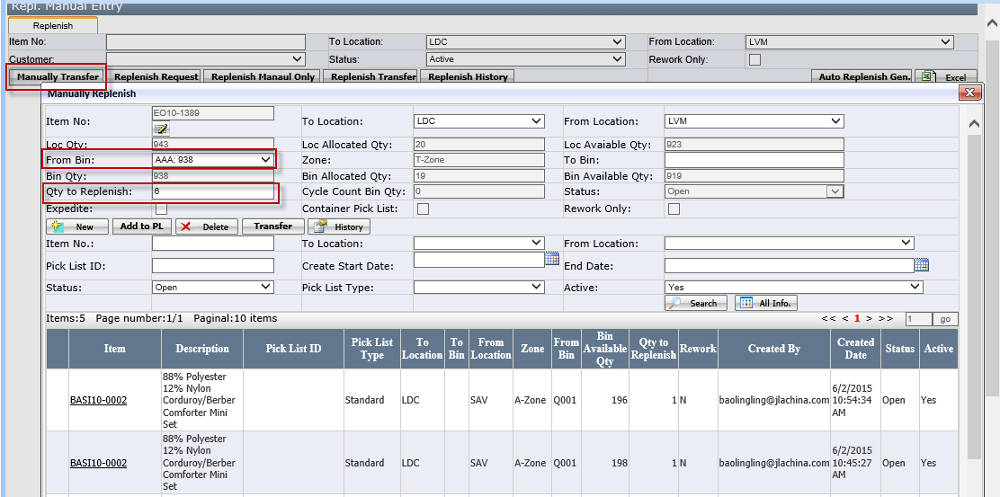 Repl. Manual Entry
Replenish
Item No: To Location: LDC From Location: LVM
Customer: Status: Active Rework Only:
Manually Transfer Replenish Request Replenish Manaul Only Replenish Transfer Replenish History Auto Replenish Gen. Excel
Manually Replenish
Item No: EO10-1389 To Location: LDC From Location: LVM
Loc Qty: 943 Loc Allocated Qty: 20 Loc Avaiable Qty: 923
From Bin: AAA; 938 Zone: T-Zone To Bin:
Bin Qty: 938 Bin Allocated Qty: 19 Bin Available Qty: 919
Qty to Replenish: 6 Cycle Count Bin Qty: 0 Status: Open
Expedite: Container Pick List: Rework Only:
New Add to PL Delete Transfer History
Item No.: To Location: From Location:
Pick List ID: Create Start Date: End Date:
Status: Open Pick List Type: Active: Yes
Search All Info.
Items:5 Page number:1/1 Paginal:10 items << < 1 > >> 1 go
Item Description Pick List ID Pick List Type To Location To Bin From Location Zone From Bin Bin Available Qty Qty to Replenish Rework Created By Created Date Status Active
88% Polyester
12% Nylon
BASI10-0002 Corduroy/Berber Standard LDC SAV A-Zone Q001 196 1 N baolingling@jlachina.com 6/2/2015 10:54:34 AM Open Yes
Comforter Mini
Set
88% Polyester
12% Nylon
BASI10-0002 Corduroy/Berber Standard LDC SAV A-Zone Q001 198 1 N baolingling@jlachina.com 6/2/2015 10:45:27 AM Open Yes
Comforter Mini
Set